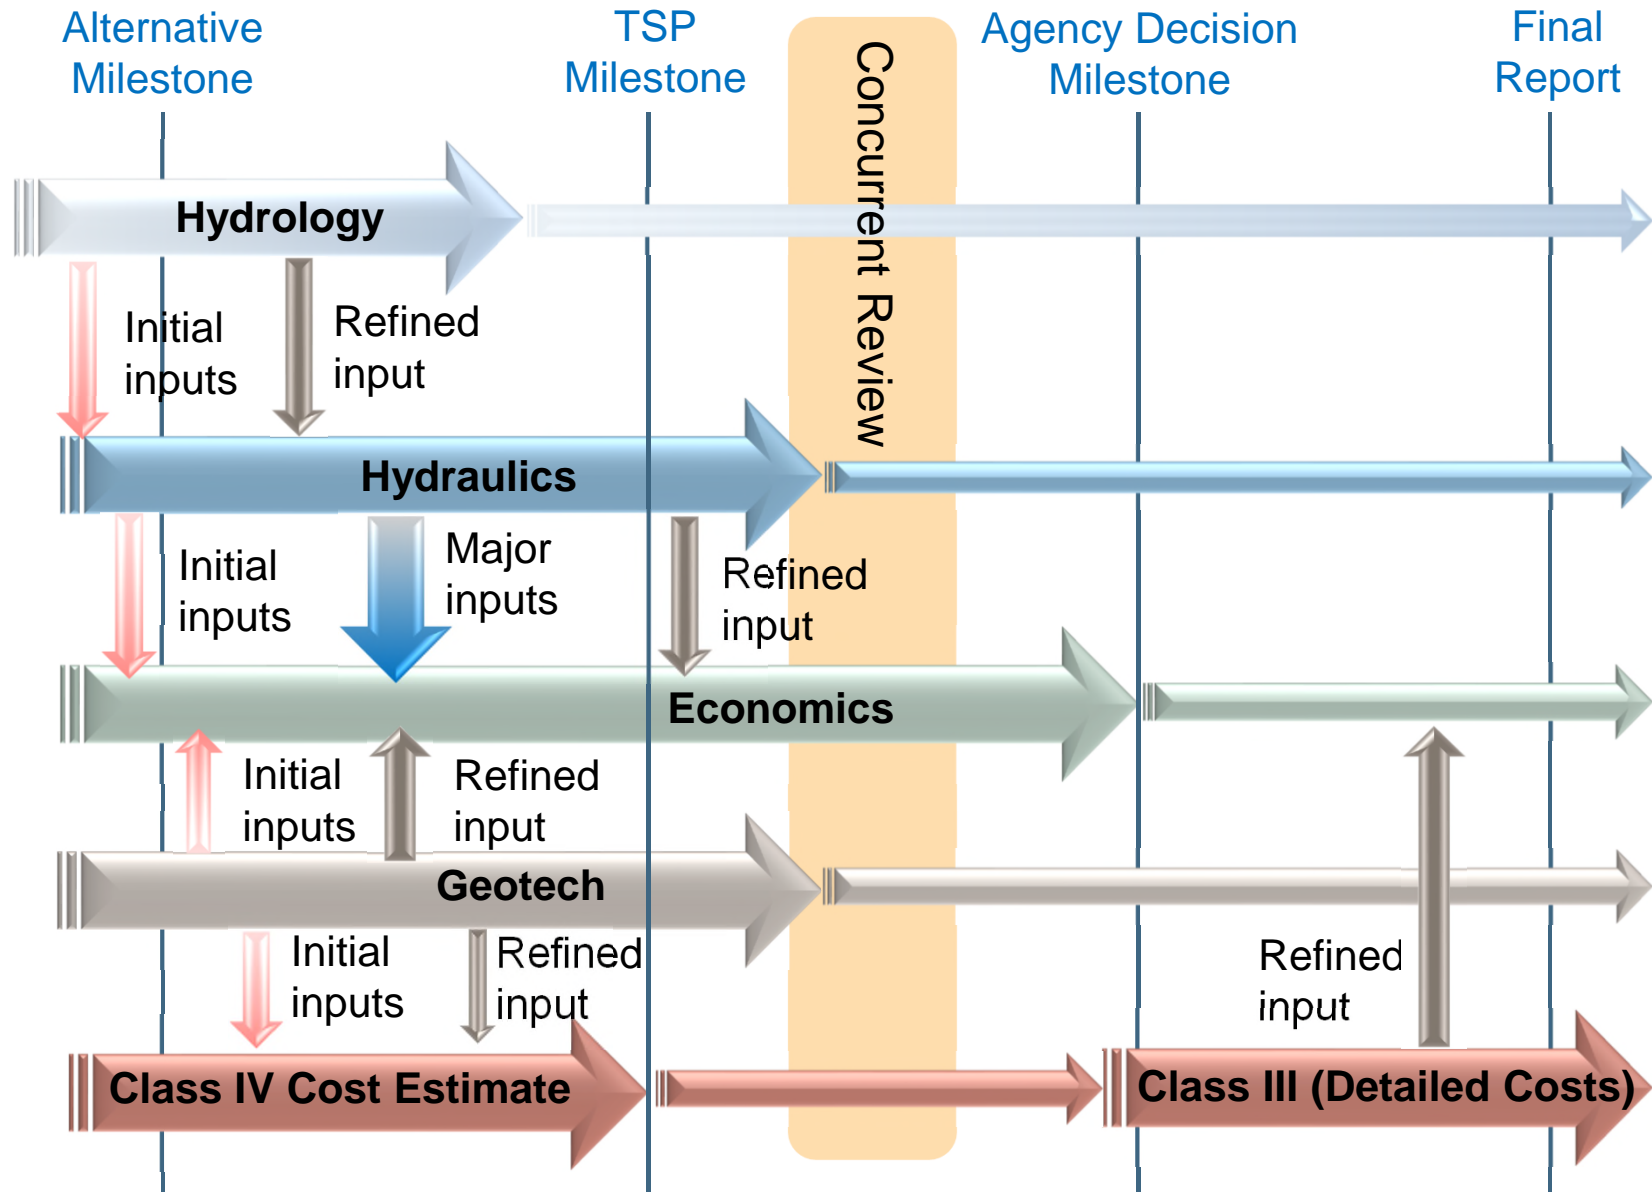 Alternative
Milestone
TSP
Milestone
Concurrent Review
Agency Decision
Milestone
Final
Report
Hydrology
Initial
inputs
Refined
input
Hydraulics
Initial
inputs
Major
inputs
Refined
input
Economics
Initial
inputs
Refined
input
Geotech
Initial
inputs
Refined
input
Refined
input
Class IV Cost Estimate
Class III (Detailed Costs)